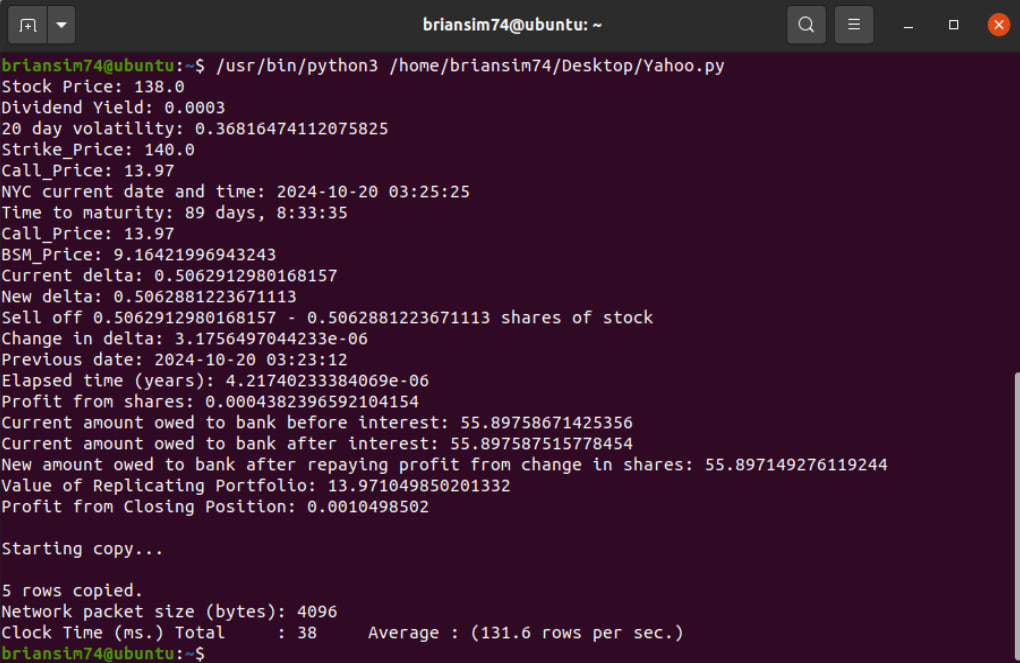 briansim74@ubuntu: ~
briansim74@ubuntu:~$ /usr/bin/python3 /home/briansim74/Desktop/Yahoo.py
Stock Price: 138.0
Dividend Yield: 0.0003
20 day volatility: 0.36816474112075825
Strike_Price: 140.0
Call_Price: 13.97
NYC current date and time: 2024-10-20 03:25:25
Time to maturity: 89 days, 8:33:35
Call_Price: 13.97
BSM_Price: 9.16421996943243
Current delta: 0.5062912980168157
New delta: 0.5062881223671113
Sell off 0.5062912980168157 - 0.5062881223671113 shares of stock
Change in delta: 3.1756497044233e-06
Previous date: 2024-10-20 03:23:12
Elapsed time (years): 4.21740233384069e-06
Profit from shares: 0.0004382396592104154
Current amount owed to bank before interest: 55.89758671425356
Current amount owed to bank after interest: 55.897587515778454
New amount owed to bank after repaying profit from change in shares: 55.897149276119244
Value of Replicating Portfolio: 13.971049850201332
Profit from Closing Position: 0.0010498502
Starting copy...
5 rows copied.
Network packet size (bytes): 4096
Clock Time (ms.) Total     : 38     Average : (131.6 rows per sec.)
briansim74@ubuntu:~$